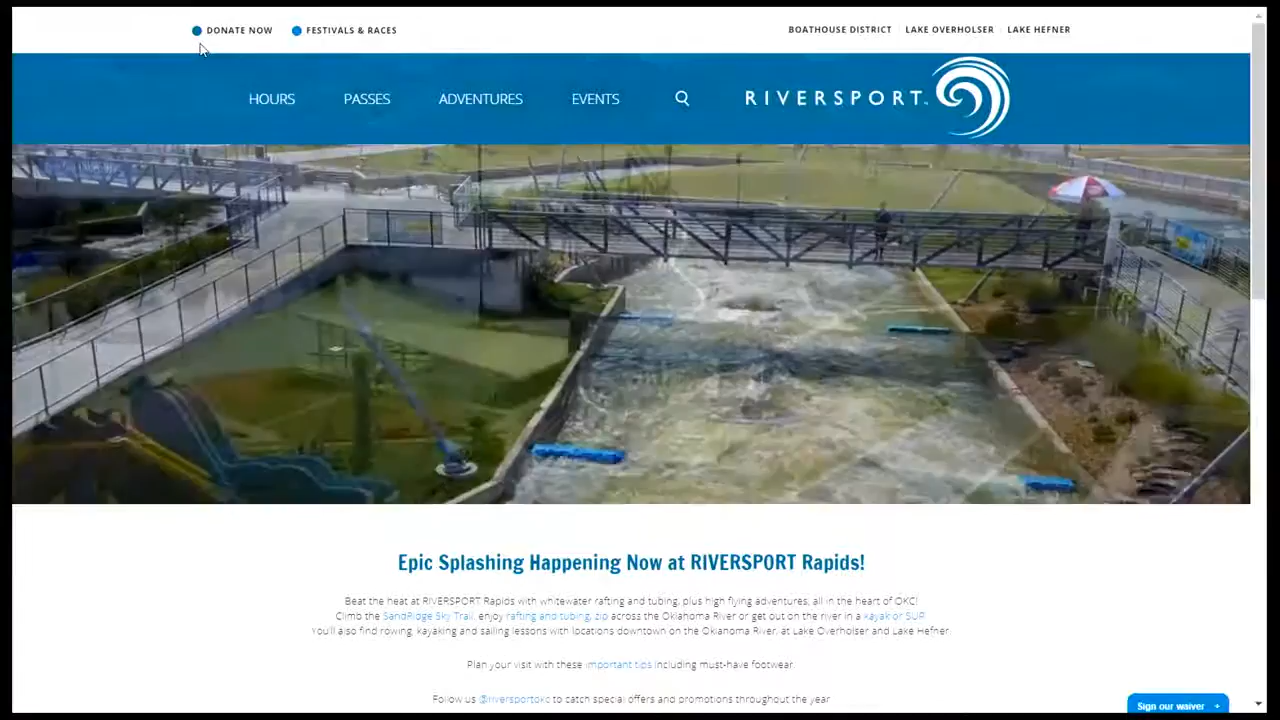 DONATE NOW FESTIVALS & RACES BOATHOUSE DISTRICT LAKE OVERHOLSER LAKE HEFNER
HOURS PASSES ADVENTURES EVENTS RIVERSPORT
Epic Splashing Happening Now at RIVERSPORT Rapids!
Beat the heat at RIVERSPORT Rapids with whitewater rafting and tubing, plus high flying adventures, all in the heart of OKC!
Climb the SandRidge Sky Trail, enjoy rafting and tubing, zip across the Oklahoma River or get out on the river in a kayak or SUP.
You'll also find rowing, kayaking and sailing lessons with locations downtown on the Oklahoma River, at Lake Overholser and Lake Hefner.
Plan your visit with these important tips including must-have footwear.
Follow us @riversportokc to catch special offers and promotions throughout the year
Sign our waiver